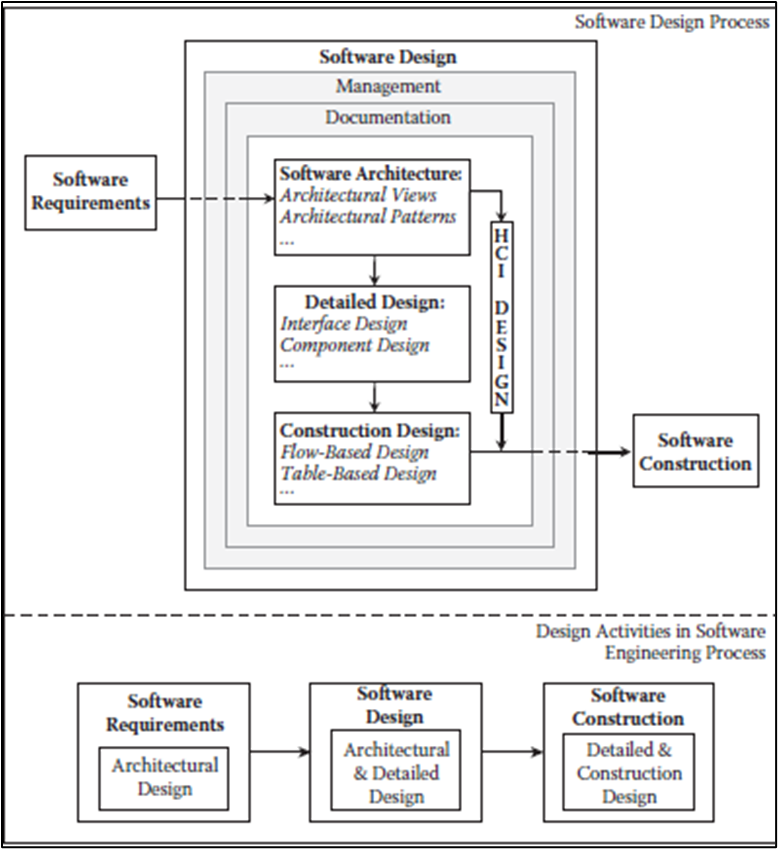 Software Design Process
Software Design
Management
Documentation
Software
Requirements
Software Architecture:
Architectural Views
Architectural Patterns
...
HCI DESIGN
Detailed Design:
Interface Design
Component Design
...
Construction Design:
Flow-Based Design
Table-Based Design
...
Software
Construction
Design Activities in Software
Engineering Process
Software
Requirements
Architectural
Design
Software
Design
Architectural
& Detailed
Design
Software
Construction
Detailed &
Construction
Design